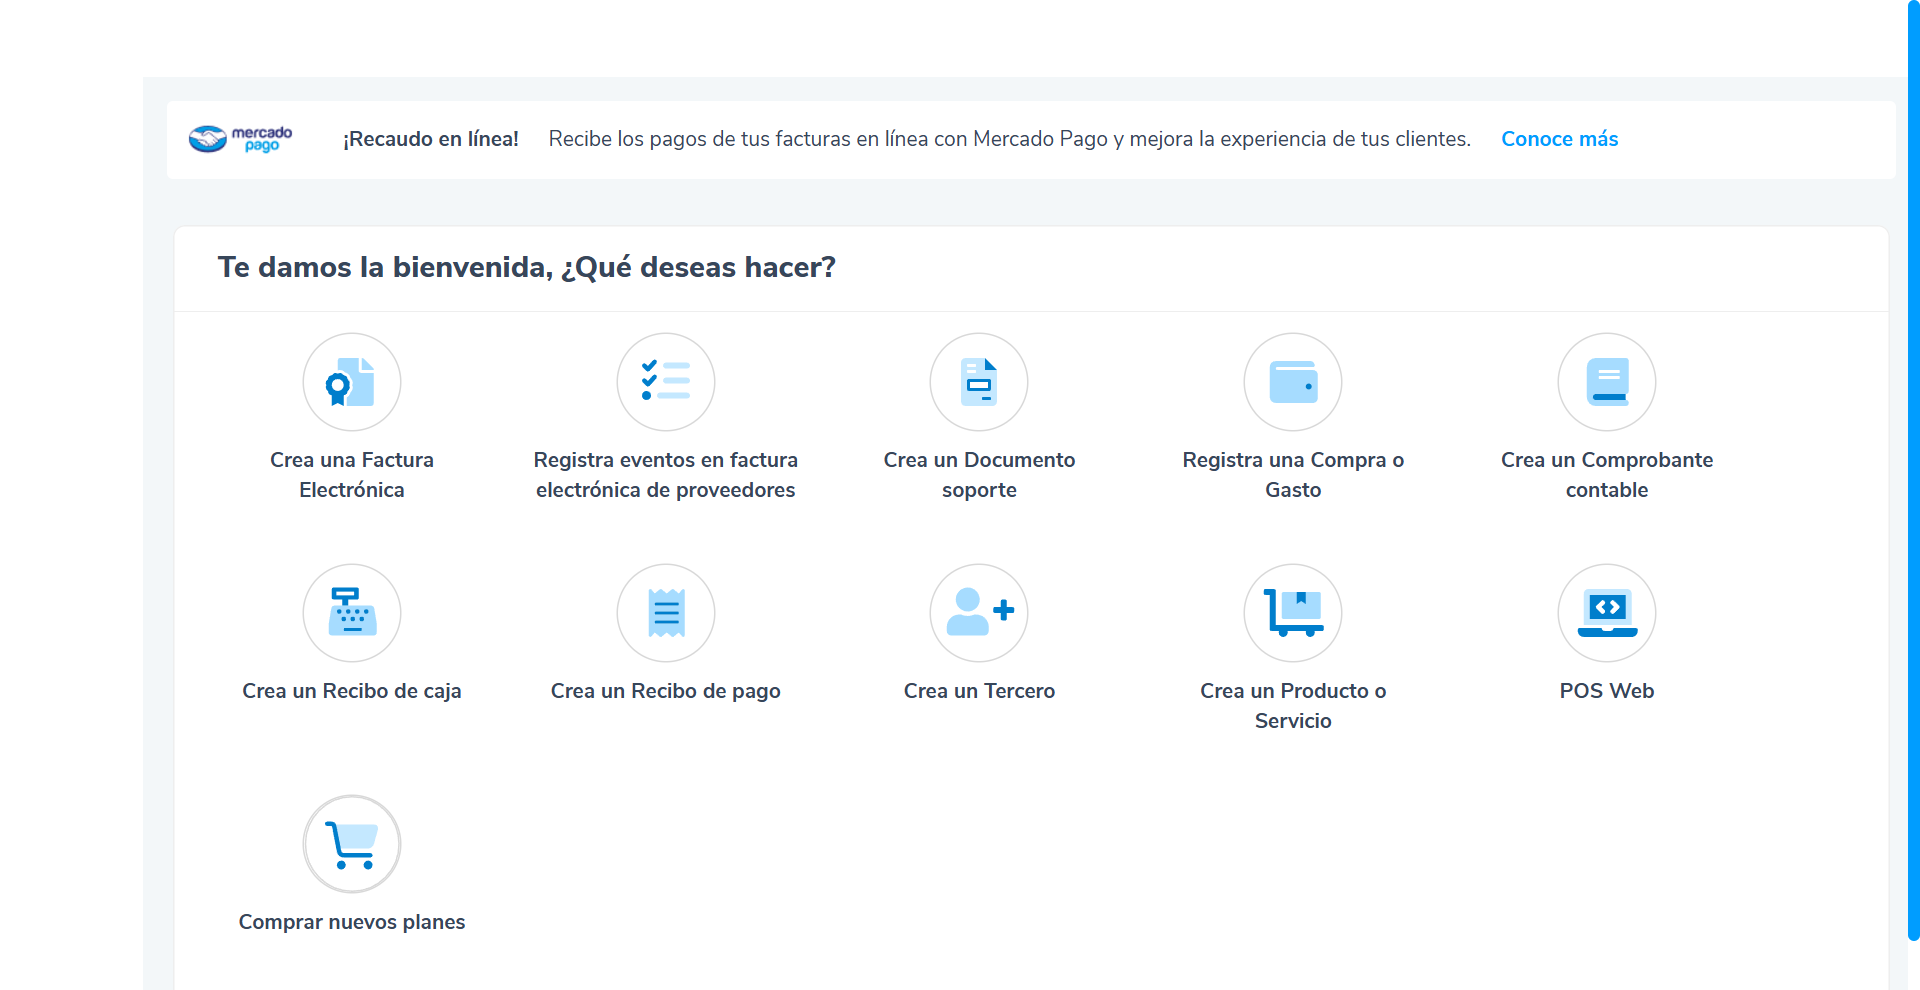 mercado
pago
¡Recaudo en línea! Recibe los pagos de tus facturas en línea con Mercado Pago y mejora la experiencia de tus clientes. Conoce más
Te damos la bienvenida, ¿Qué deseas hacer?
Crea una Factura
Electrónica
Registra eventos en factura
electrónica de proveedores
Crea un Documento
soporte
Registra una Compra o
Gasto
Crea un Comprobante
contable
Crea un Recibo de caja
Crea un Recibo de pago
Crea un Tercero
Crea un Producto o
Servicio
POS Web
Comprar nuevos planes